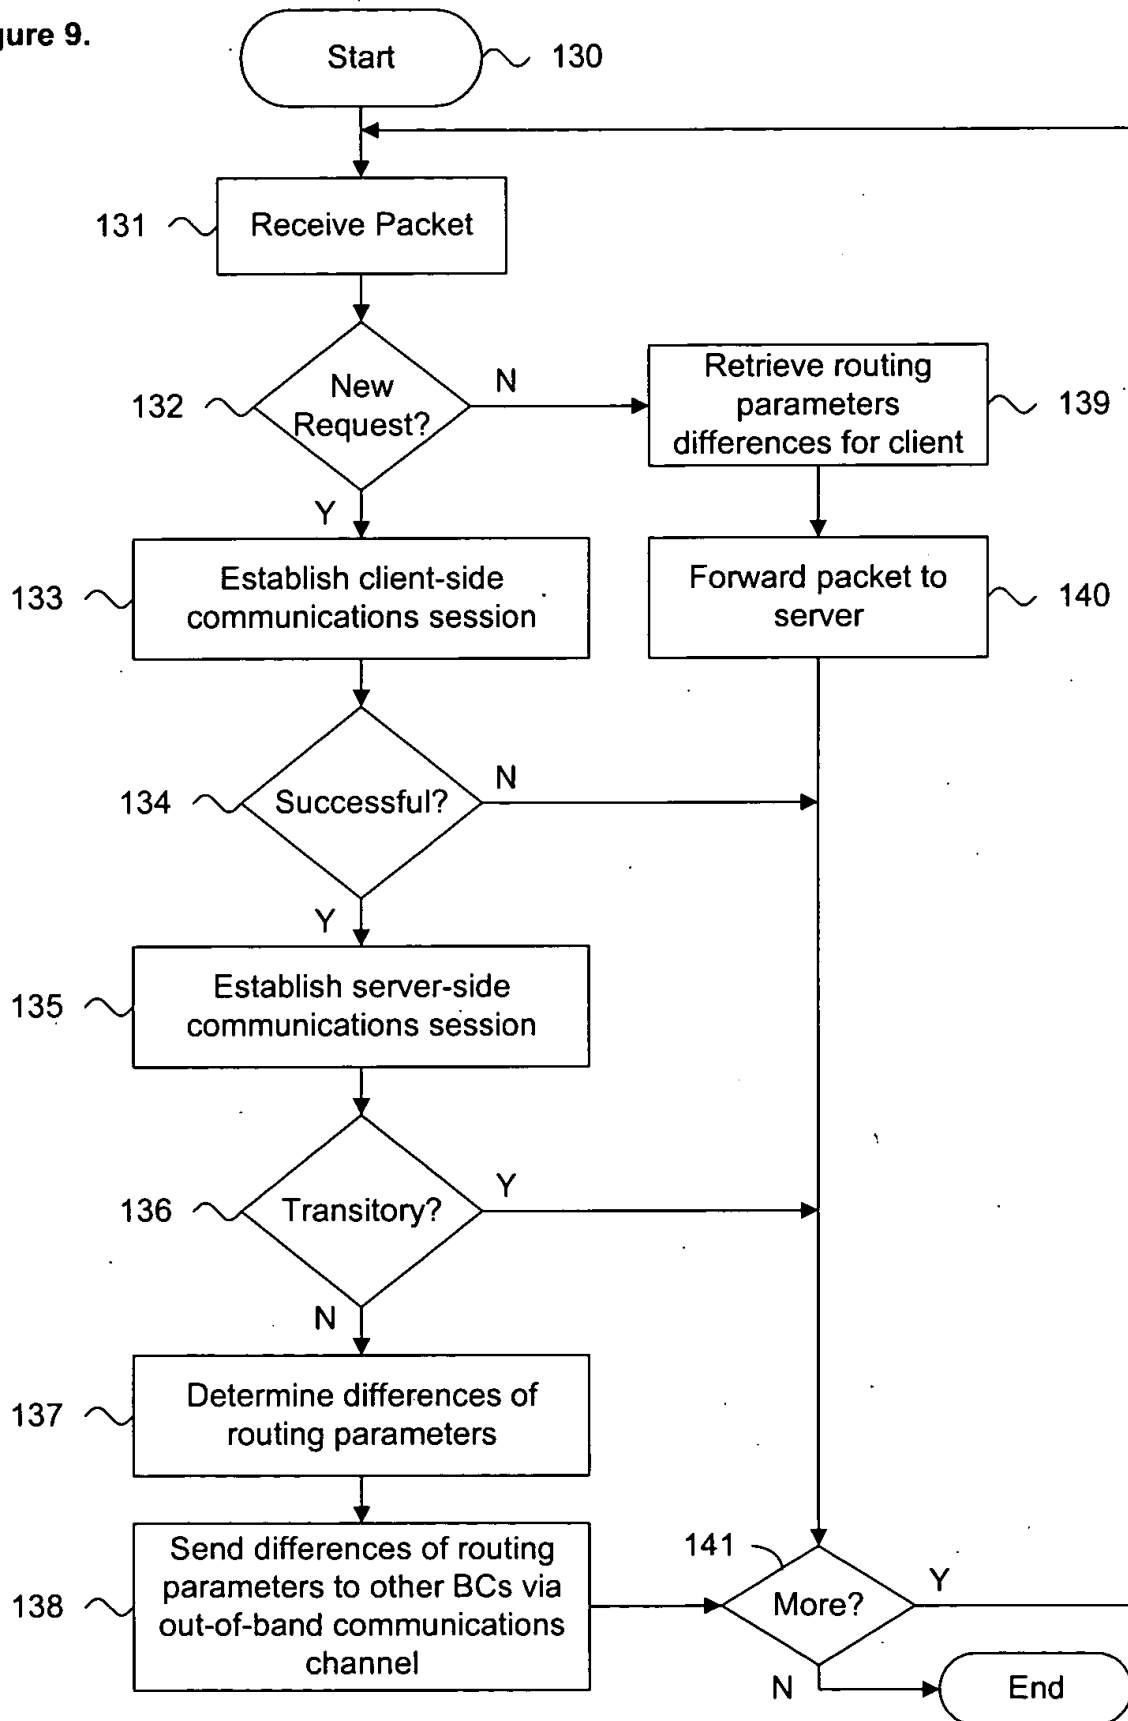 gure 9.
Start
130
131
Receive Packet
132
New
Request?
N
Y
Retrieve routing
parameters
differences for client
139
133
Establish client-side
communications session
Forward packet to
server
140
134
Successful?
N
Y
135
Establish server-side
communications session
136
Transitory?
Y
N
137
Determine differences of
routing parameters
138
Send differences of routing
parameters to other BCs via
out-of-band communications
channel
141
More?
Y
N
End